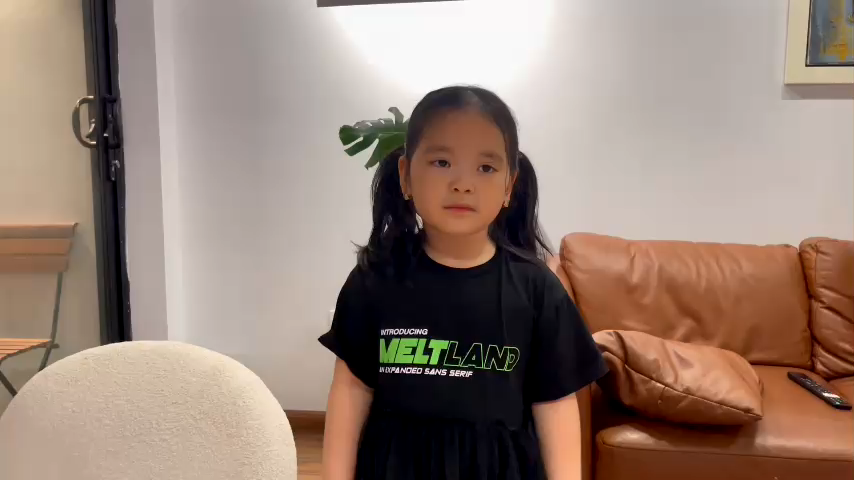 INTRODUCING
MELTLAND
AN EXPANDED SANS SERIF